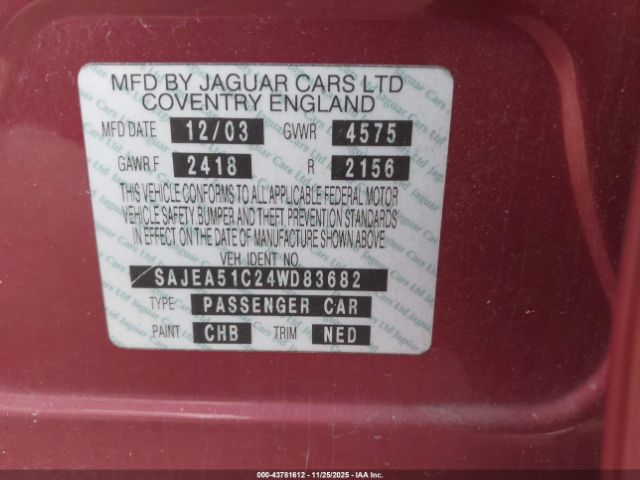 MFD BY JAGUAR CARS LTD
COVENTRY ENGLAND
MFD DATE 12/03 GVWR 4575
GAWR F 2418 R 2156
THIS VEHICLE CONFORMS TO ALL APPLICABLE FEDERAL MOTOR
VEHICLE SAFETY BUMPER AND THEFT PREVENTION STANDARDS
IN EFFECT ON THE DATE OF MANUFACTURE SHOWN ABOVE
VEH IDENT NO.
SAJEA51C24WD83682
TYPE PASSENGER CAR
PAINT CHB TRIM NED
000-43781612 - 11/25/2025 - IAAI, Inc.